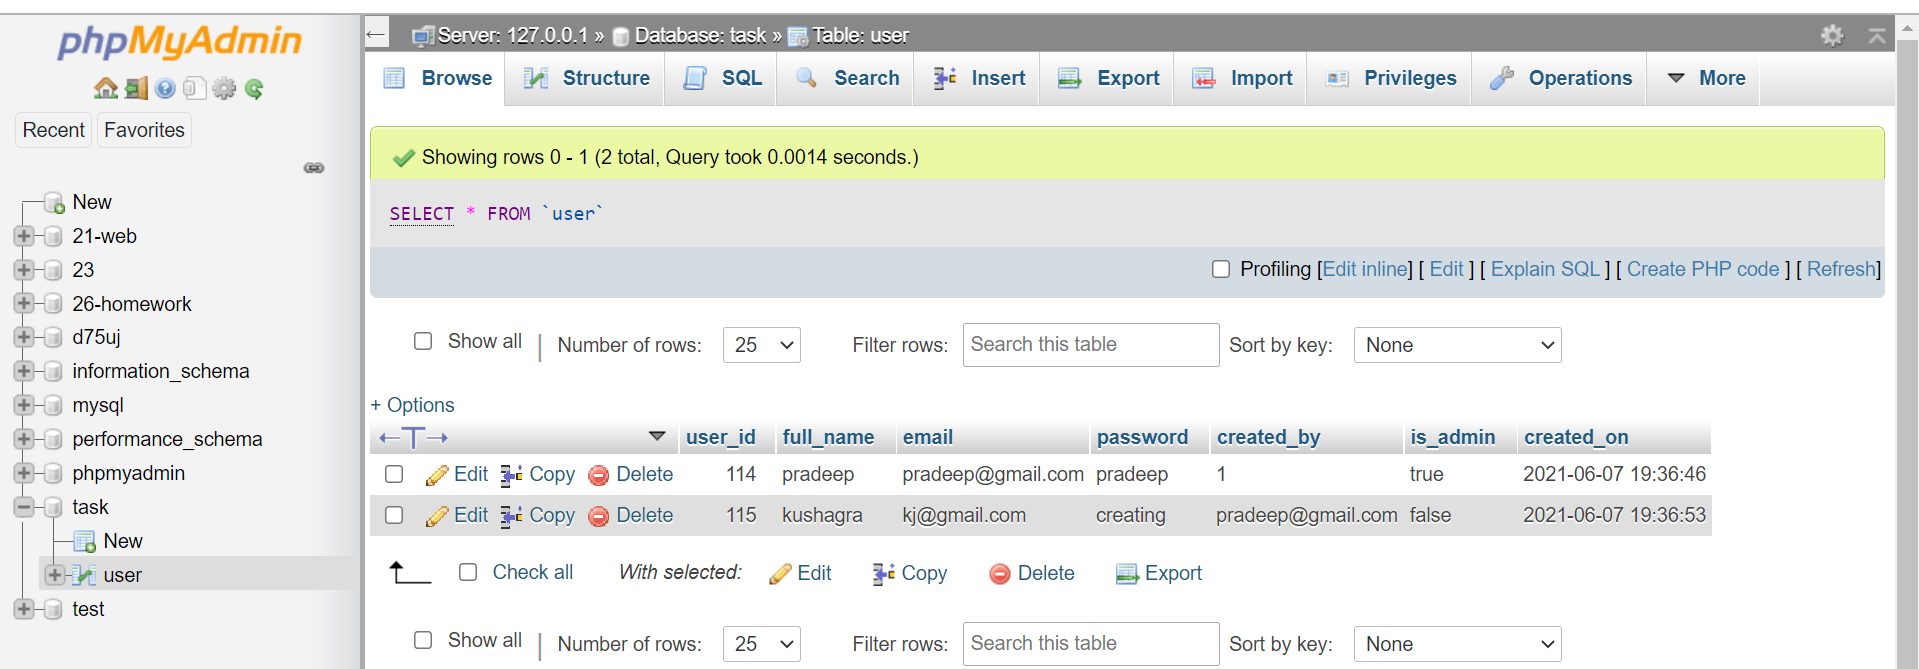 phpMyAdmin
Recent Favorites
New
21-web
23
26-homework
d75uj
information_schema
mysql
performance_schema
phpmyadmin
task
New
user
test
Server: 127.0.0.1 » Database: task » Table: user
Browse Structure SQL Search Insert Export Import Privileges Operations More
Showing rows 0 - 1 (2 total, Query took 0.0014 seconds.)
SELECT * FROM `user`
Profiling [Edit inline] [ Edit ] [ Explain SQL ] [ Create PHP code ] [ Refresh]
Show all | Number of rows: 25 Filter rows: Search this table Sort by key: None
+ Options
←T→ user_id full_name email password created_by is_admin created_on
Edit Copy Delete 114 pradeep pradeep@gmail.com pradeep 1 true 2021-06-07 19:36:46
Edit Copy Delete 115 kushagra kj@gmail.com creating pradeep@gmail.com false 2021-06-07 19:36:53
Check all With selected: Edit Copy Delete Export
Show all | Number of rows: 25 Filter rows: Search this table Sort by key: None